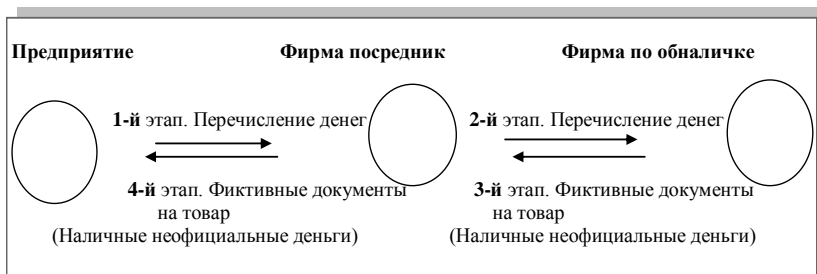 Предприятие Фирма посредник Фирма по обналичке
1-й этап. Перечисление денег 2-й этап. Перечисление денег
4-й этап. Фиктивные документы 3-й этап. Фиктивные документы
на товар на товар
(Наличные неофициальные деньги) (Наличные неофициальные деньги)